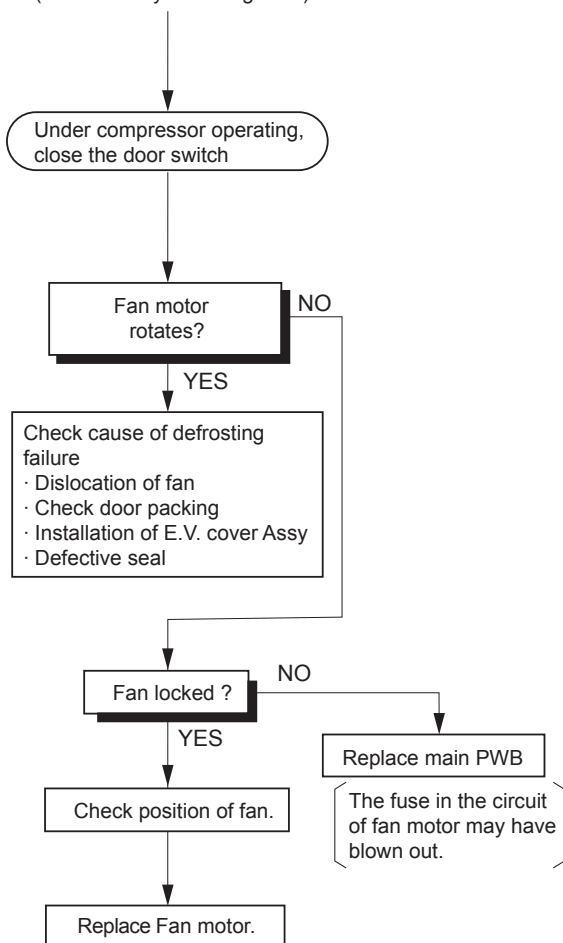 Under compressor operating,
close the door switch
Fan motor
rotates?
NO
YES
Check cause of defrosting
failure
· Dislocation of fan
· Check door packing
· Installation of E.V. cover Assy
· Defective seal
Fan locked ?
NO
YES
Replace main PWB
Check position of fan.
The fuse in the circuit
of fan motor may have
blown out.
Replace Fan motor.